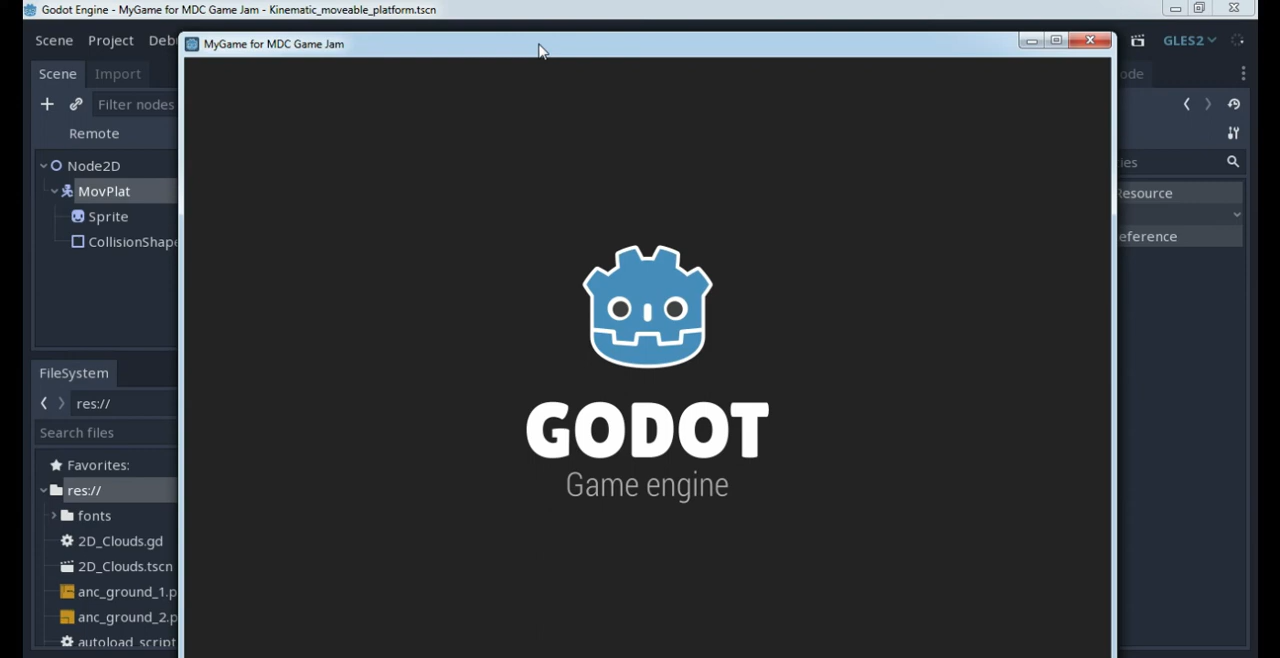 Godot Engine - MyGame for MDC Game Jam - Kinematic_moveable_platform.tscn
Scene Project Deb
MyGame for MDC Game Jam
GLES2
Scene Import
ode
Filter nodes
Remote
ies
Node2D
MovPlat
Resource
Sprite
CollisionShape
eference
GODOT
Game engine
FileSystem
res://
Search files
Favorites:
res://
fonts
2D_Clouds.gd
2D_Clouds.tscn
anc_ground_1.p
anc_ground_2.p
autoload_script